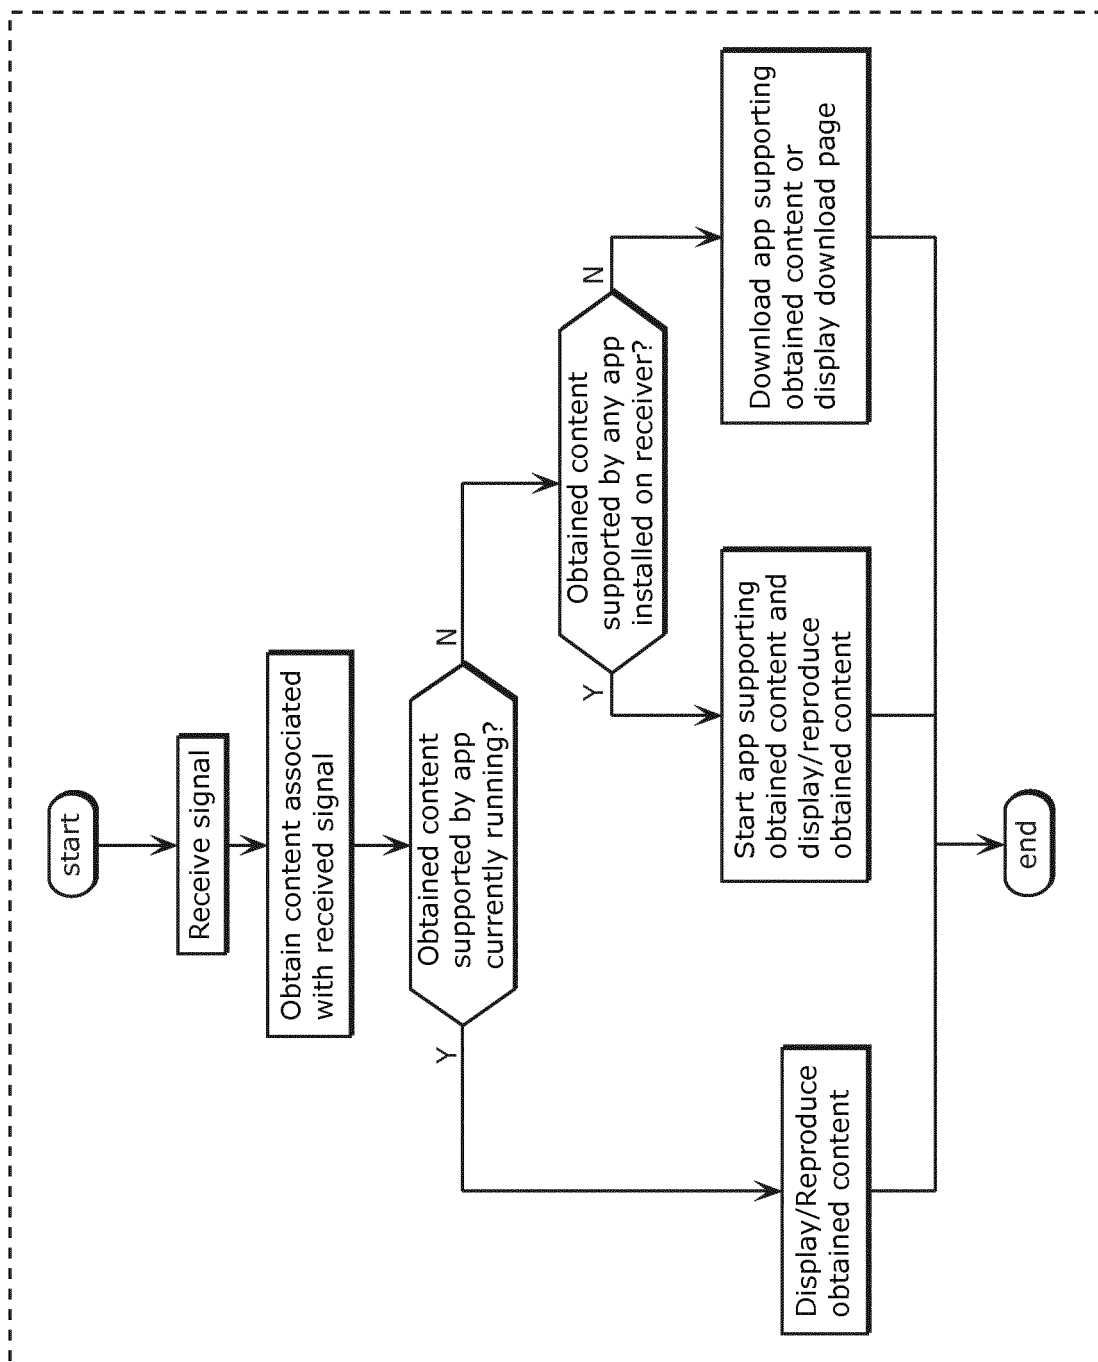 start
Receive signal
Obtain content associated
with received signal
Obtained content
supported by app
currently running?
Y
N
Obtained content
supported by any app
installed on receiver?
Y
N
Display/Reproduce
obtained content
Start app supporting
obtained content and
display/reproduce
obtained content
Download app supporting
obtained content or
display download page
end